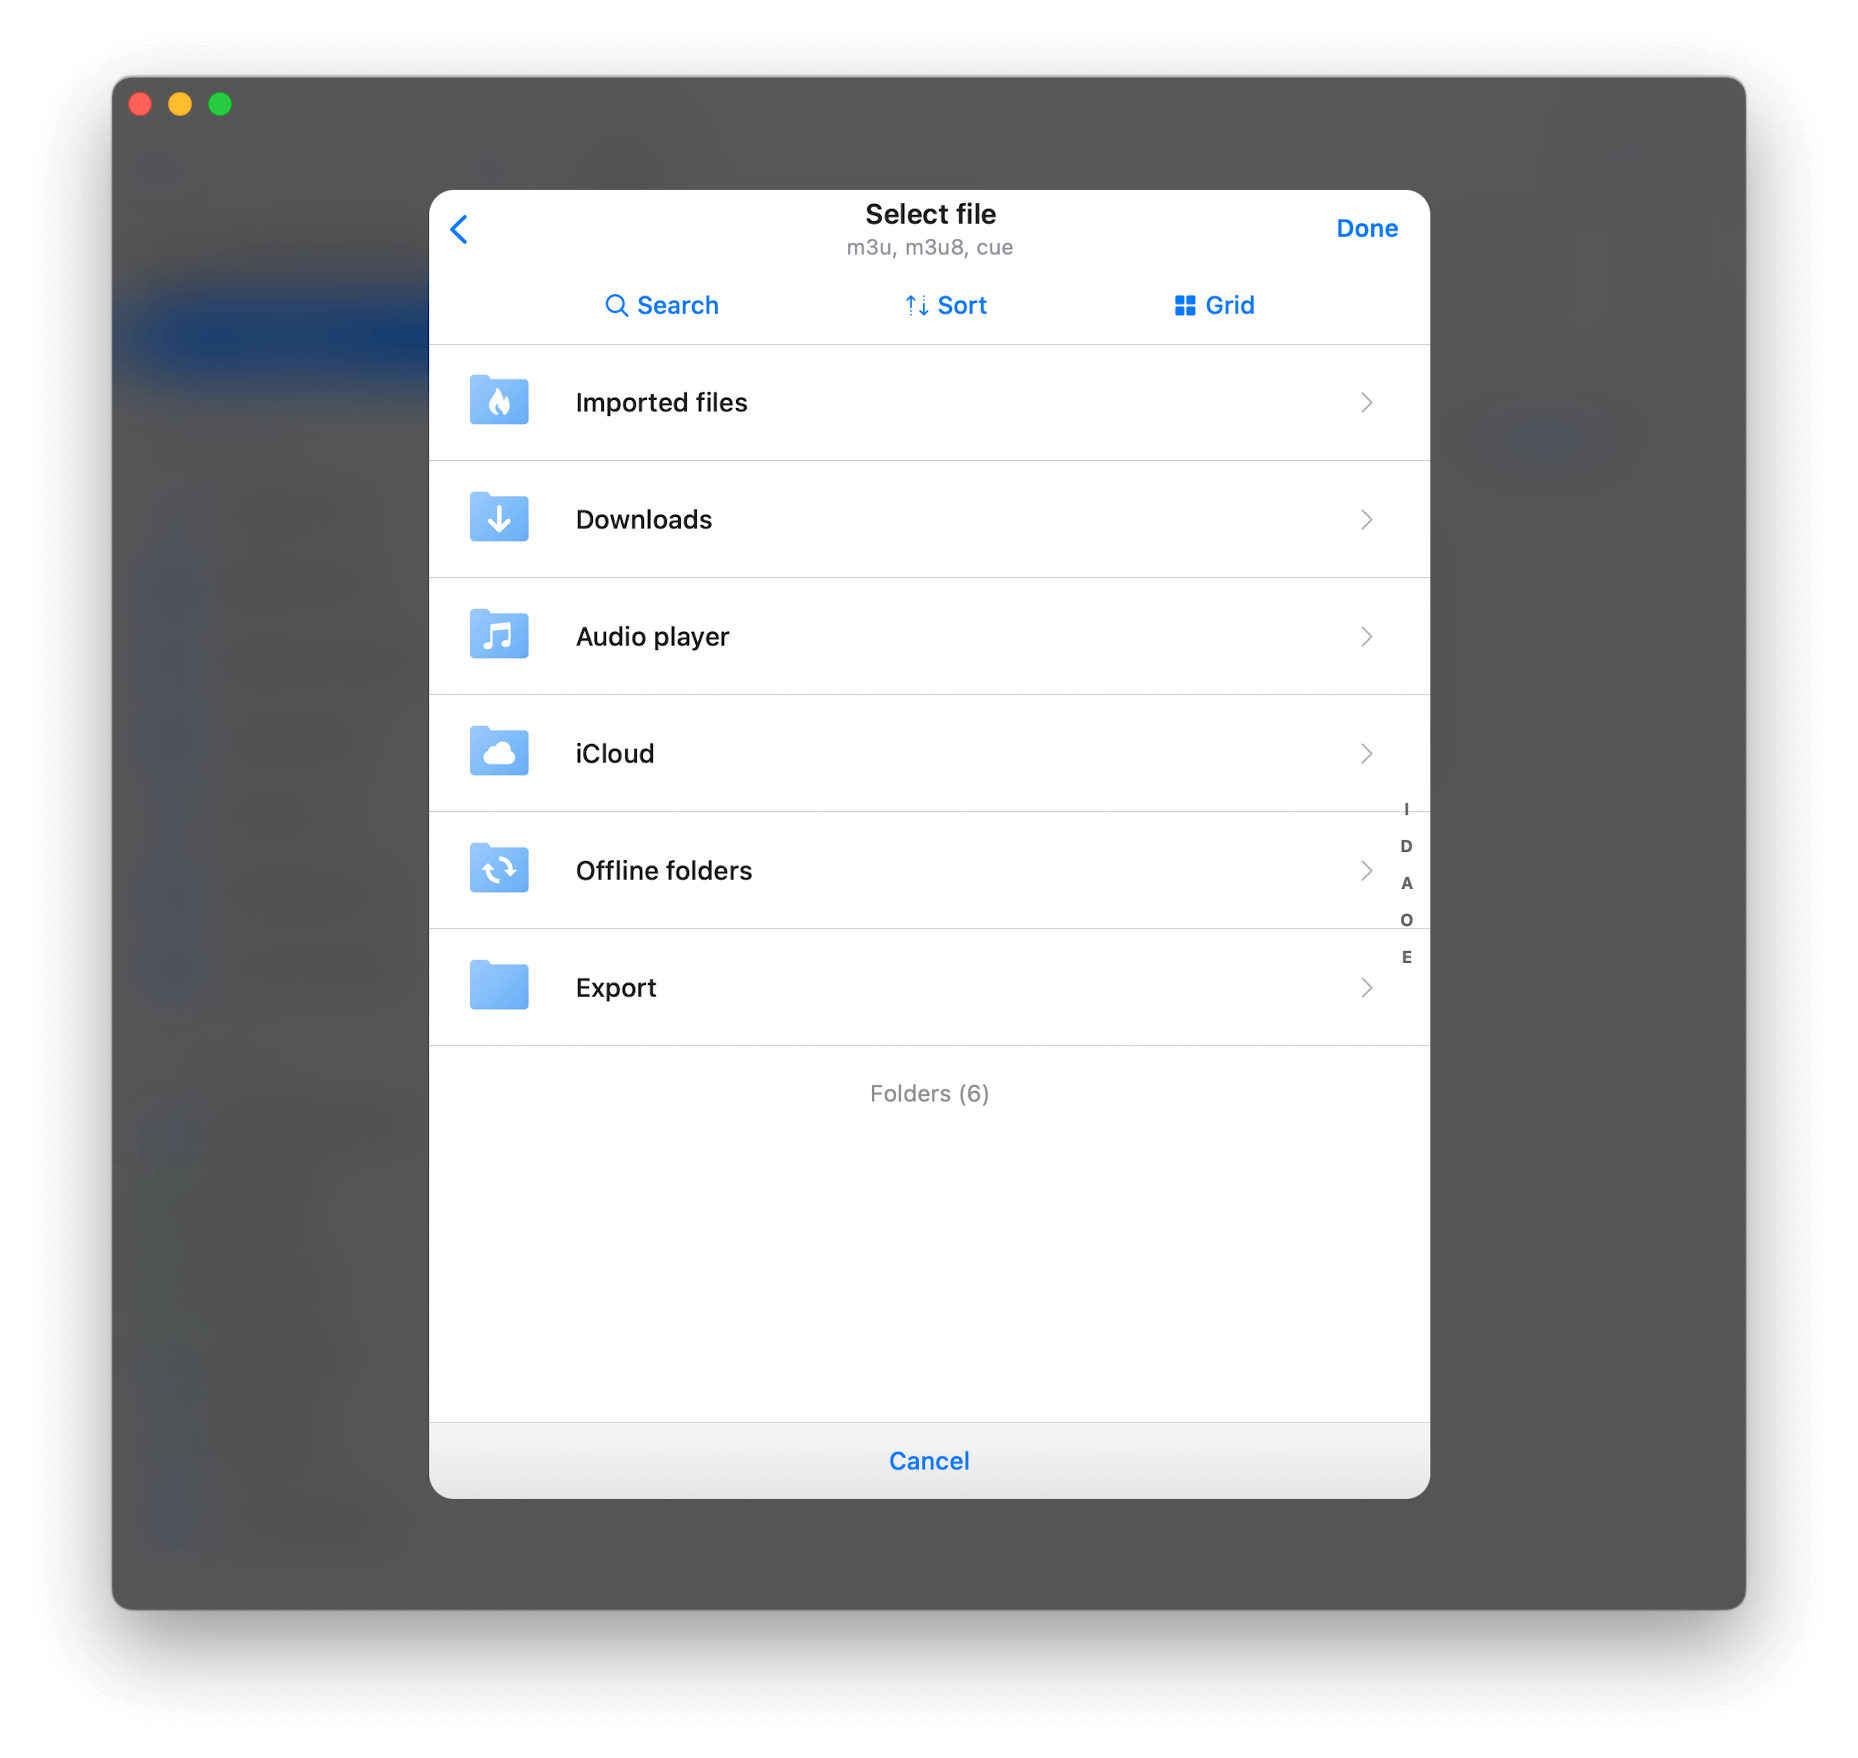 Select file
Done
m3u, m3u8, cue
Search
Sort
Grid
Imported files
Downloads
Audio player
iCloud
Offline folders
Export
I
D
A
O
E
Folders (6)
Cancel